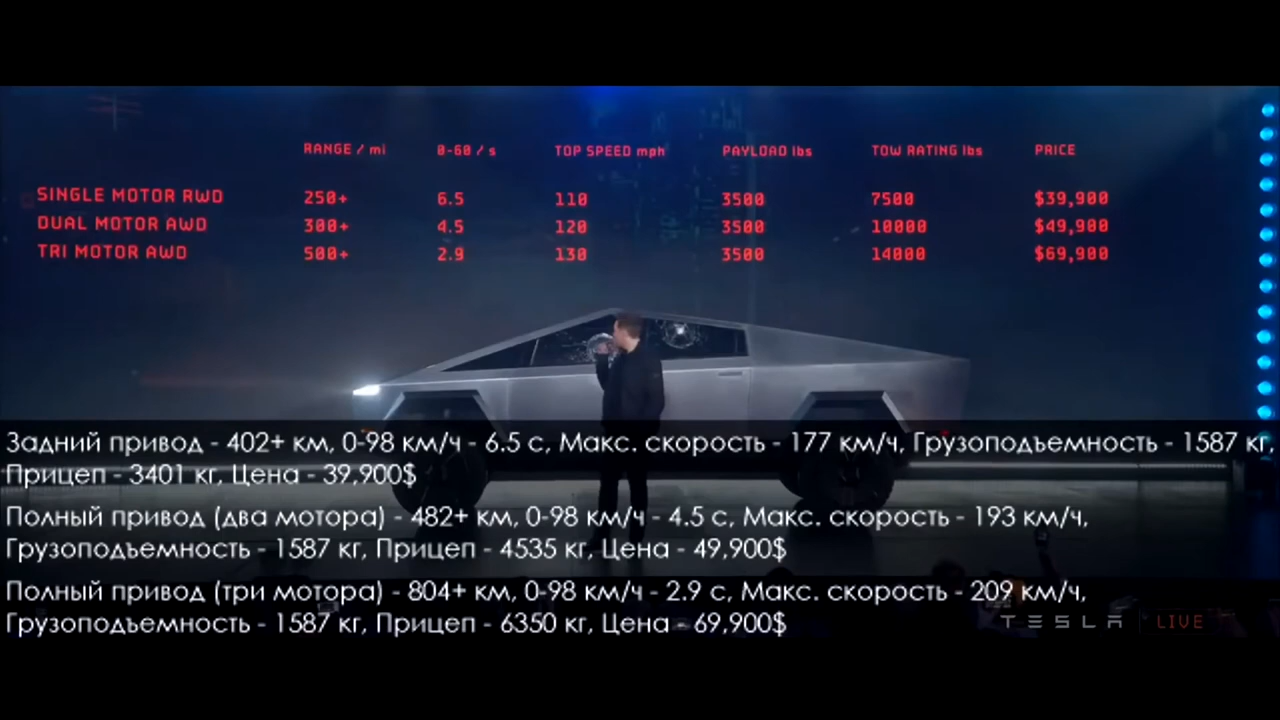 RANGE / mi 0-60 / s TOP SPEED mph PAYLOAD lbs TOW RATING lbs PRICE
SINGLE MOTOR RWD 250+ 6.5 110 3500 7500 $39,900
DUAL MOTOR AWD 300+ 4.5 120 3500 10000 $49,900
TRI MOTOR AWD 500+ 2.9 130 3500 14000 $69,900
Задний привод - 402+ км, 0-98 км/ч - 6.5 с, Макс. скорость - 177 км/ч, Грузоподъемность - 1587 кг,
Прицеп - 3401 кг, Цена - 39,900$
Полный привод (два мотора) - 482+ км, 0-98 км/ч - 4.5 с, Макс. скорость - 193 км/ч,
Грузоподъемность - 1587 кг, Прицеп - 4535 кг, Цена - 49,900$
Полный привод (три мотора) - 804+ км, 0-98 км/ч - 2.9 с, Макс. скорость - 209 км/ч,
Грузоподъемность - 1587 кг, Прицеп - 6350 кг, Цена - 69,900$
TESLA LIVE